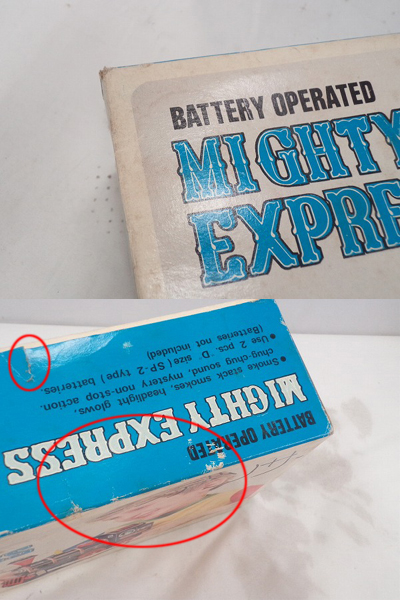 BATTERY OPERATED
MIGHTY
EXPRE
BATTERY OPERATED
MIGHTY EXPRESS
• Smoke stack smokes, headlight glows,
chug-chug sound, mystery non-stop action.
• Use 2 pcs. "D" size (SP-2 type) batteries.
(Batteries not included)